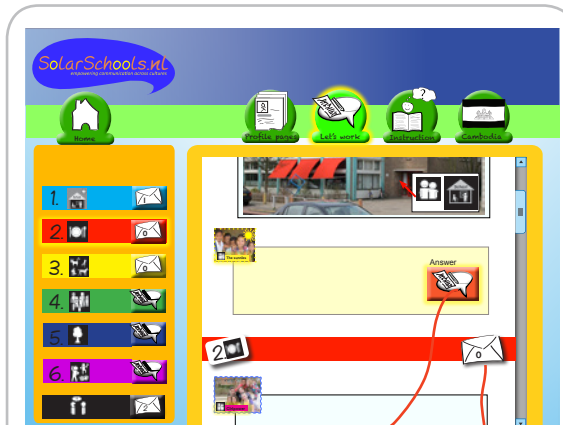 SolarSchools.nl
empowering communication across cultures
Home
Profile pages
Let's work
Instruction
Cambodia
1.
1
2.
0
3.
0
4.
5.
6.
2
The sunnies
Answer
2
0